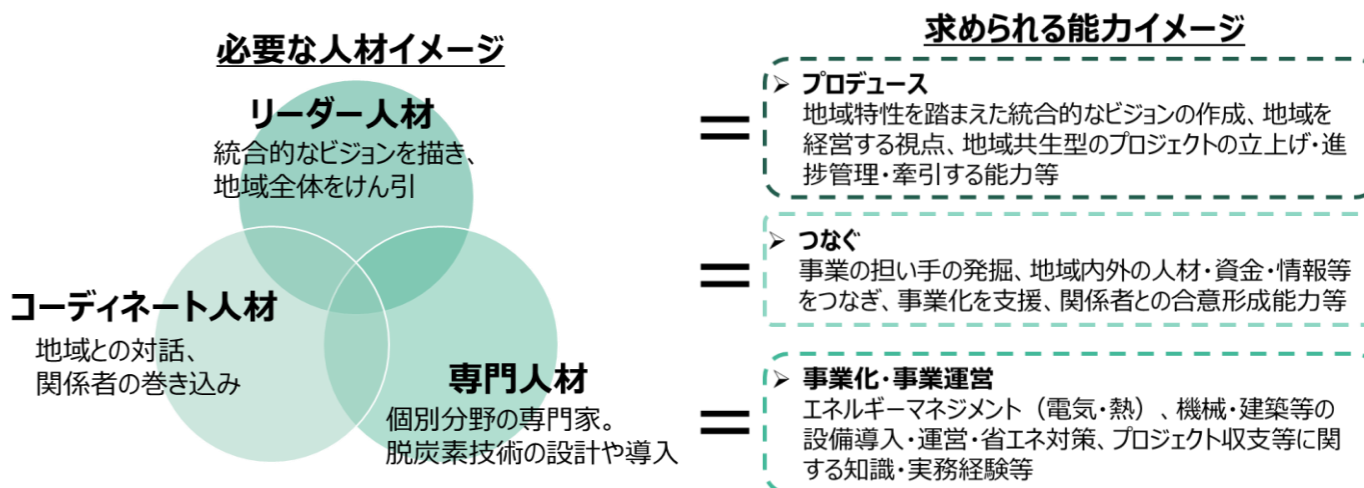 必要な人材イメージ
リーダー人材
統合的なビジョンを描き、
地域全体をけん引
コーディネート人材
地域との対話、
関係者の巻き込み
専門人材
個別分野の専門家。
脱炭素技術の設計や導入
=
=
=
求められる能力イメージ
➢ プロデュース
地域特性を踏まえた統合的なビジョンの作成、地域を
経営する視点、地域共生型のプロジェクトの立上げ・進
捗管理・牽引する能力等
➢ つなぐ
事業の担い手の発掘、地域内外の人材・資金・情報等
をつなぎ、事業化を支援、関係者との合意形成能力等
➢ 事業化・事業運営
エネルギーマネジメント（電気・熱）、機械・建築等の
設備導入・運営・省エネ対策、プロジェクト収支等に関
する知識・実務経験等